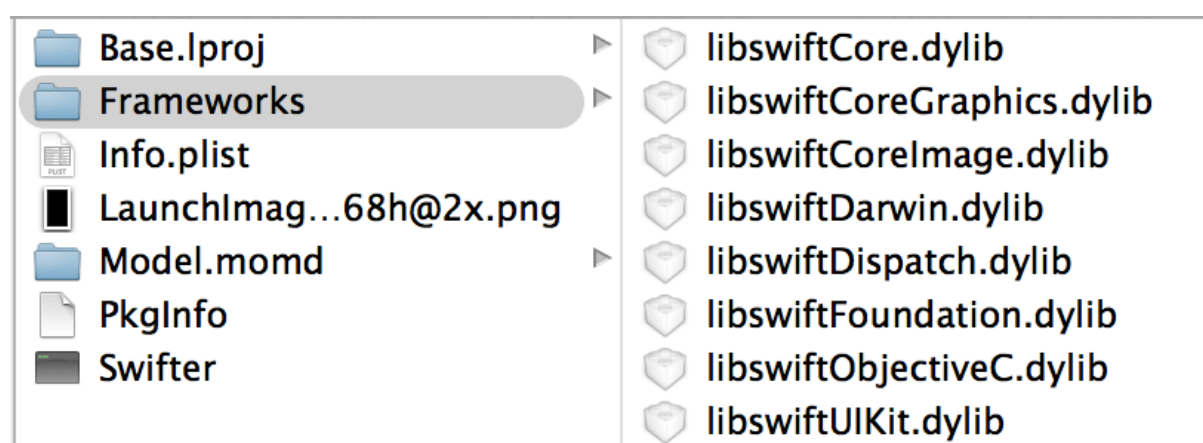 Base.lproj
Frameworks
Info.plist
LaunchImag...68h@2x.png
Model.momd
PkgInfo
Swifter
libswiftCore.dylib
libswiftCoreGraphics.dylib
libswiftCoreImage.dylib
libswiftDarwin.dylib
libswiftDispatch.dylib
libswiftFoundation.dylib
libswiftObjectiveC.dylib
libswiftUIKit.dylib